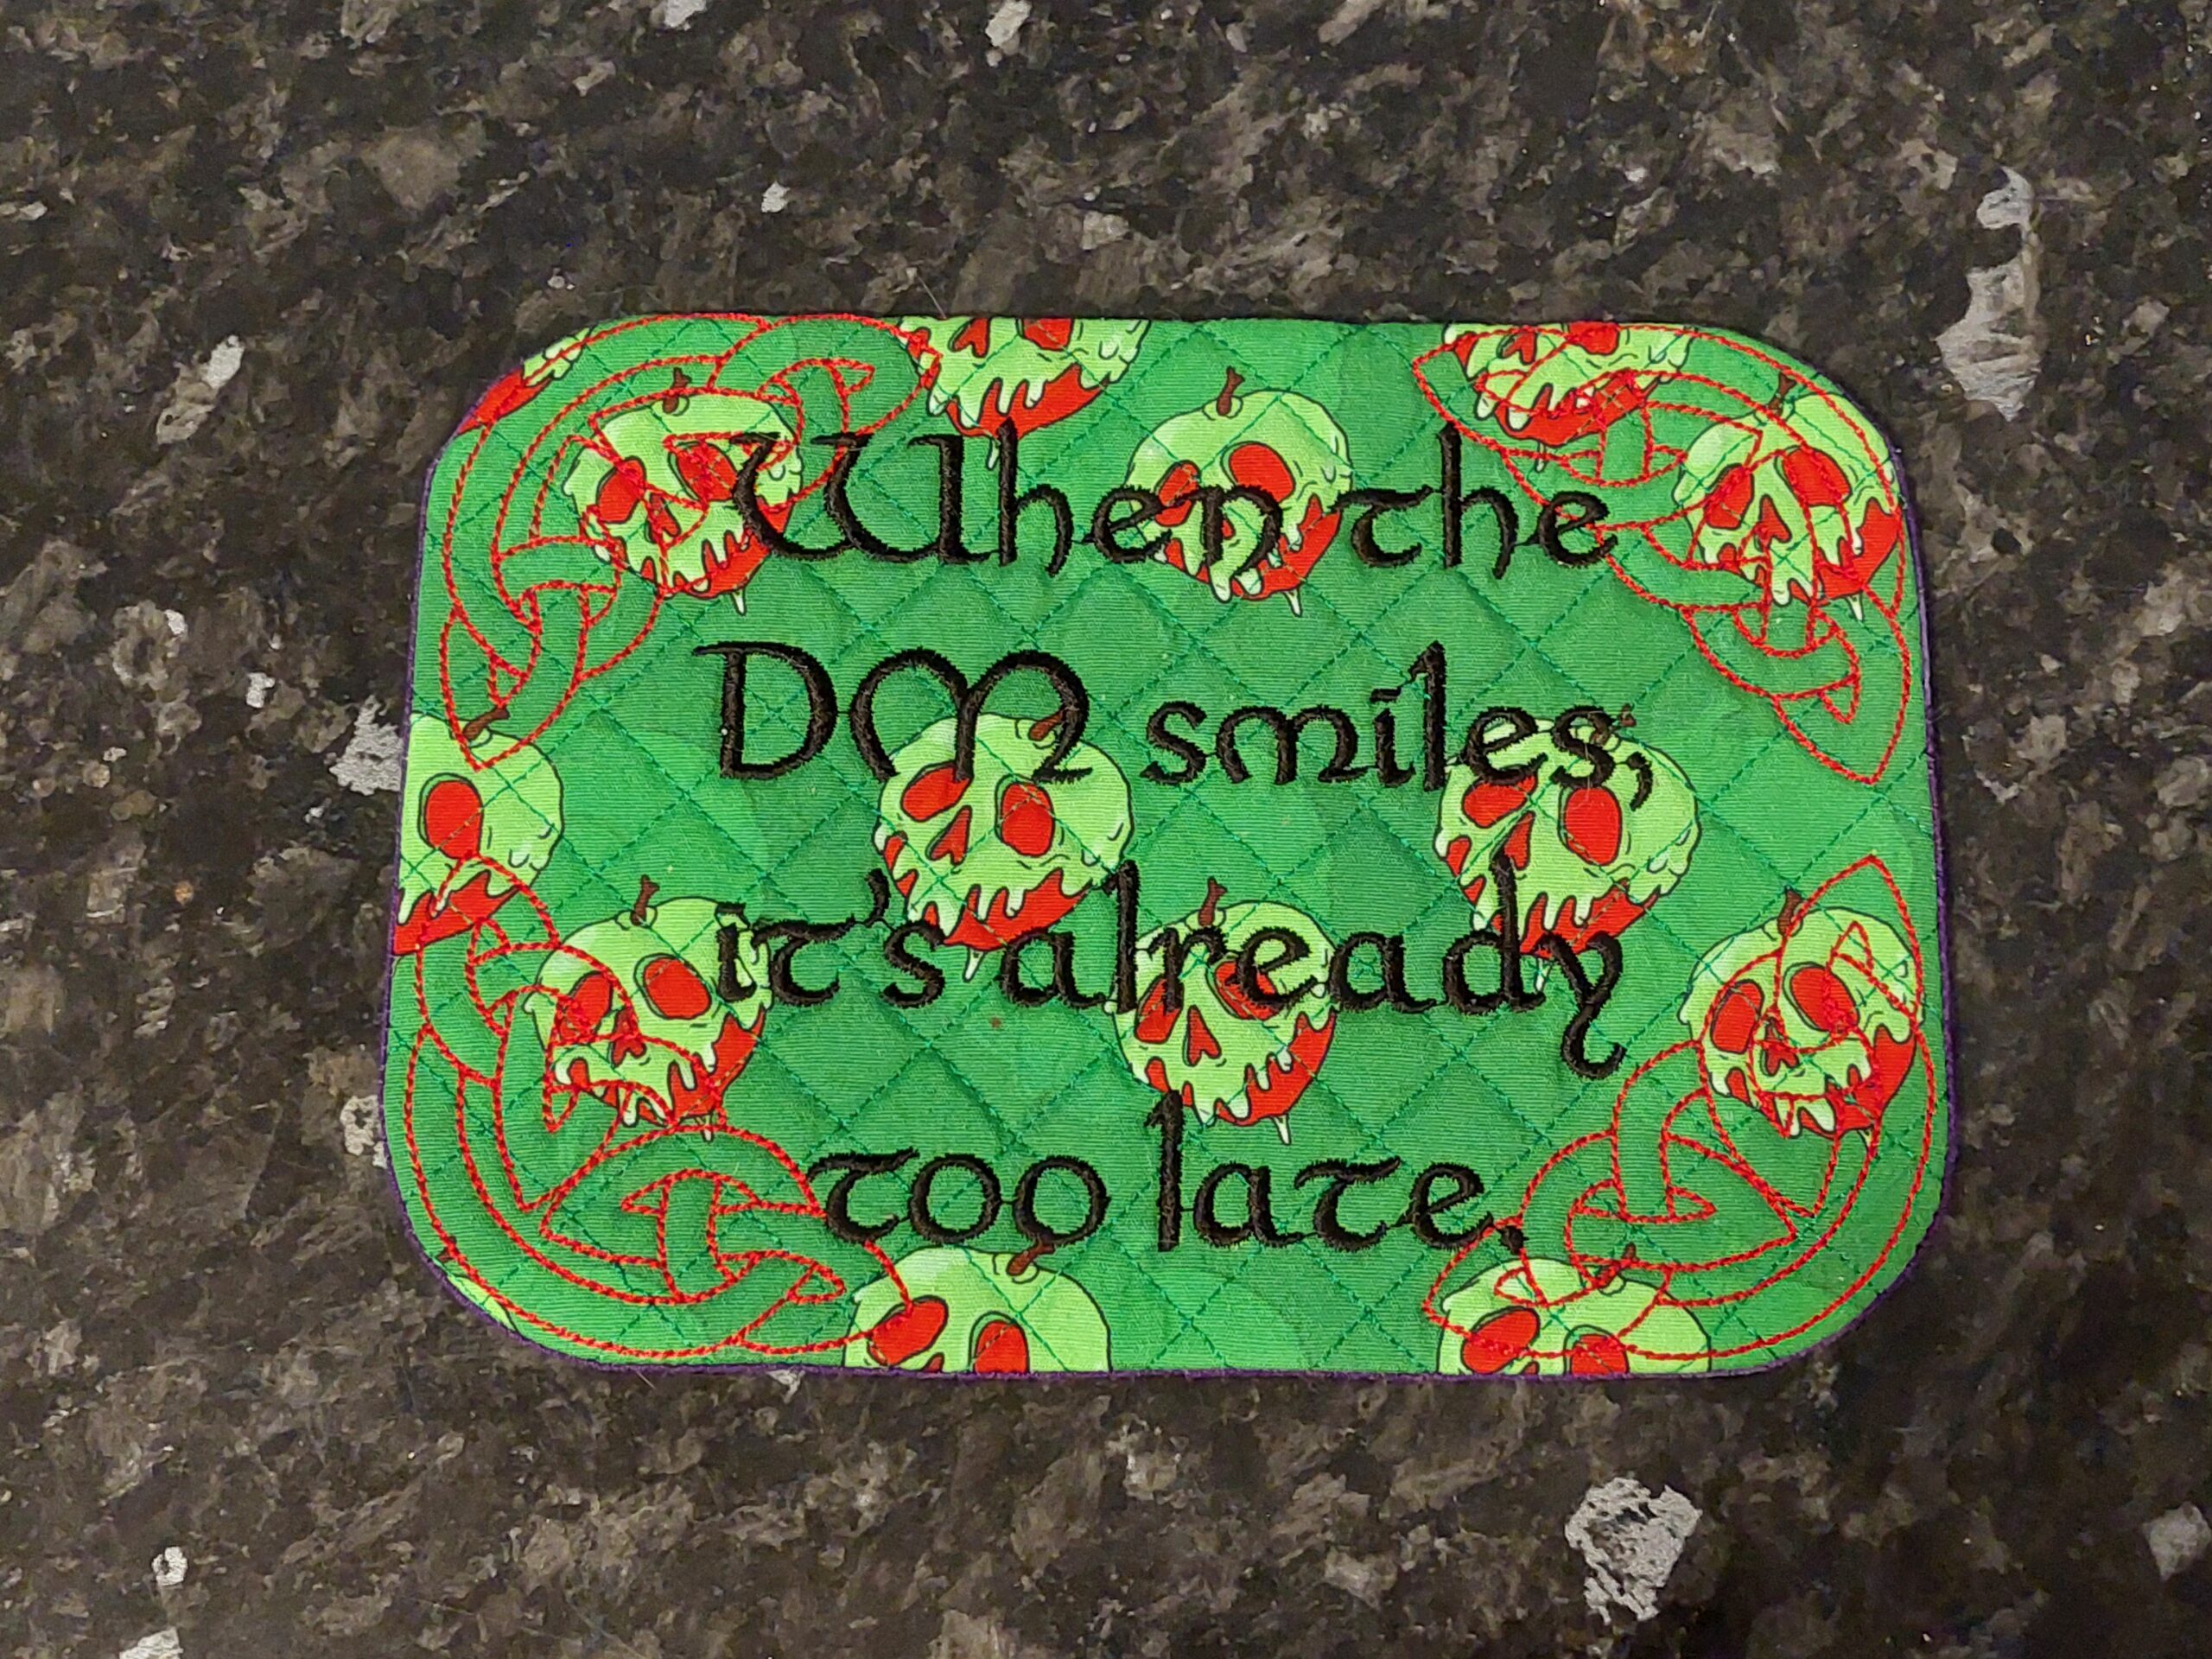 When the
DM smiles,
it's already
too late.